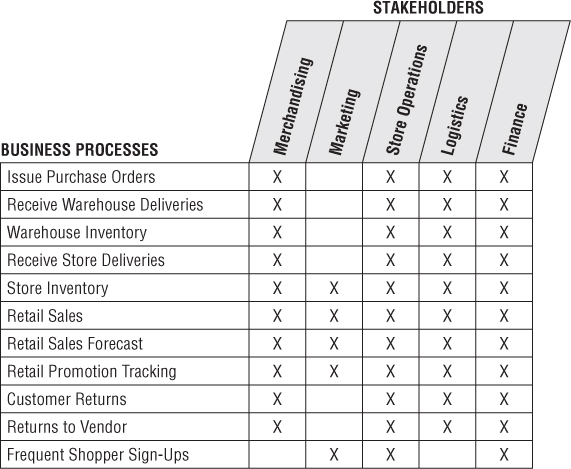 STAKEHOLDERS
BUSINESS PROCESSES Merchandising Marketing Store Operations Logistics Finance
Issue Purchase Orders X X X X
Receive Warehouse Deliveries X X X X
Warehouse Inventory X X X X
Receive Store Deliveries X X X X
Store Inventory X X X X X
Retail Sales X X X X X
Retail Sales Forecast X X X X X
Retail Promotion Tracking X X X X X
Customer Returns X X X X
Returns to Vendor X X X X
Frequent Shopper Sign-Ups X X X